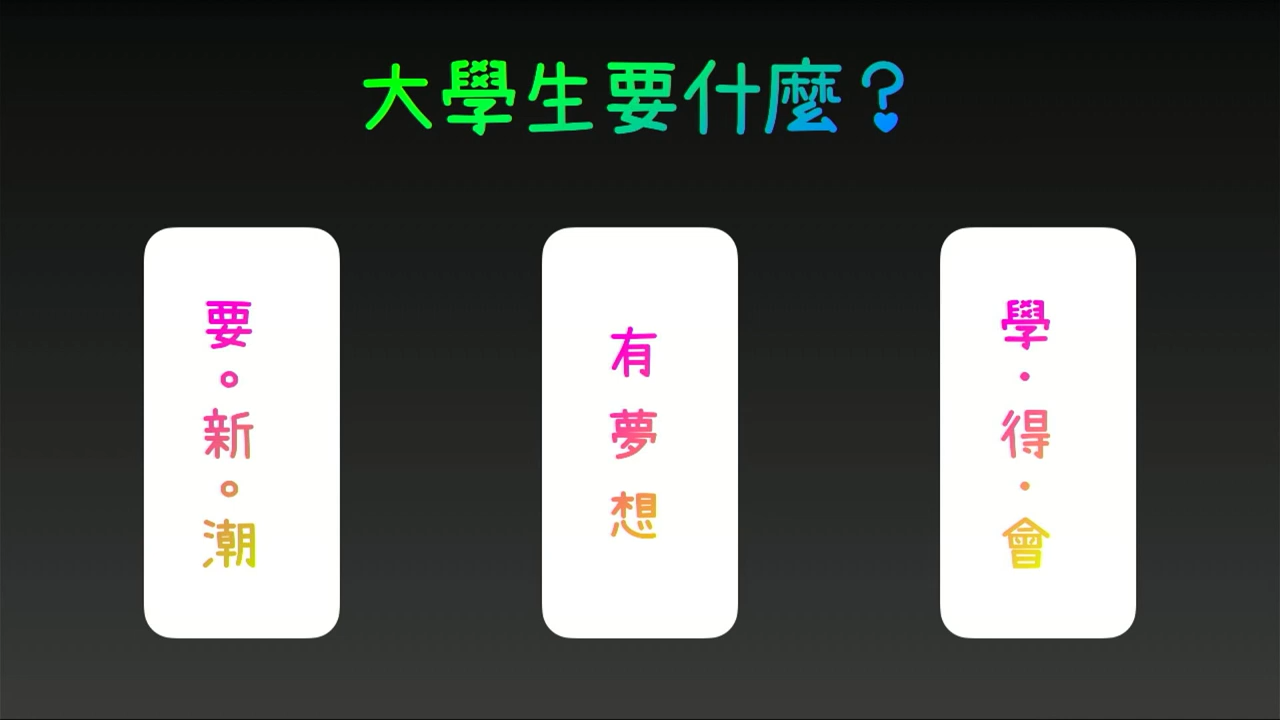 大學生要什麼？
要。新。潮
有夢想
學·得·會